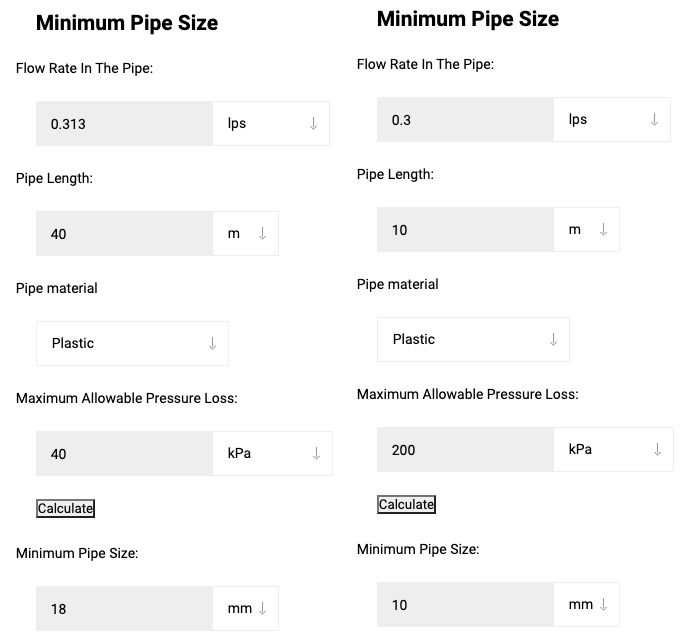 Minimum Pipe Size
Flow Rate In The Pipe:
0.313 lps
Pipe Length:
40 m
Pipe material
Plastic
Maximum Allowable Pressure Loss:
40 kPa
Calculate
Minimum Pipe Size:
18 mm
Minimum Pipe Size
Flow Rate In The Pipe:
0.3 lps
Pipe Length:
10 m
Pipe material
Plastic
Maximum Allowable Pressure Loss:
200 kPa
Calculate
Minimum Pipe Size:
10 mm